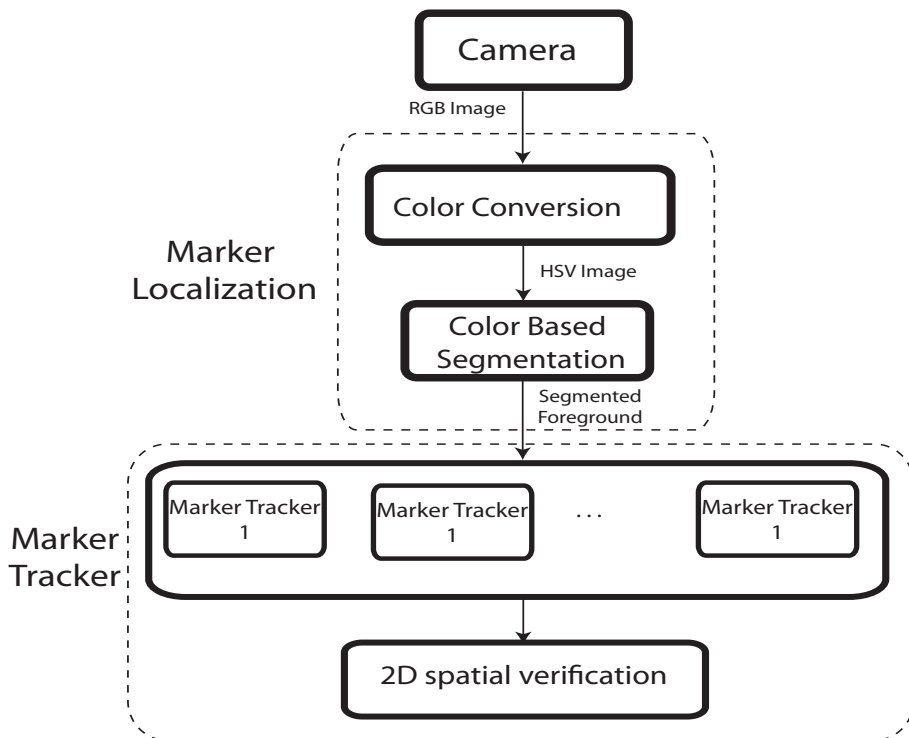 Camera
RGB Image
Color Conversion
Marker
Localization
HSV Image
Color Based
Segmentation
Segmented
Foreground
Marker
Tracker
Marker Tracker
1
Marker Tracker
1
...
Marker Tracker
1
2D spatial verification